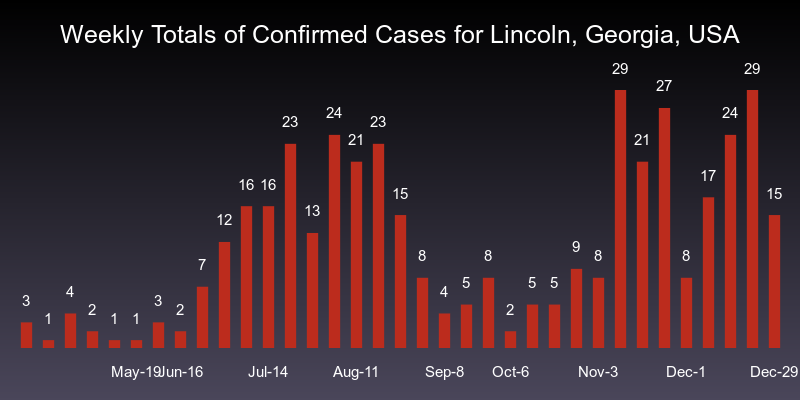 Weekly Totals of Confirmed Cases for Lincoln, Georgia, USA
3 1 4 2 1 1 3 2 7 12 16 16 23 13 24 21 23 15 8 4 5 8 2 5 5 9 8 29 21 27 8 17 24 29 15
May-19 Jun-16 Jul-14 Aug-11 Sep-8 Oct-6 Nov-3 Dec-1 Dec-29